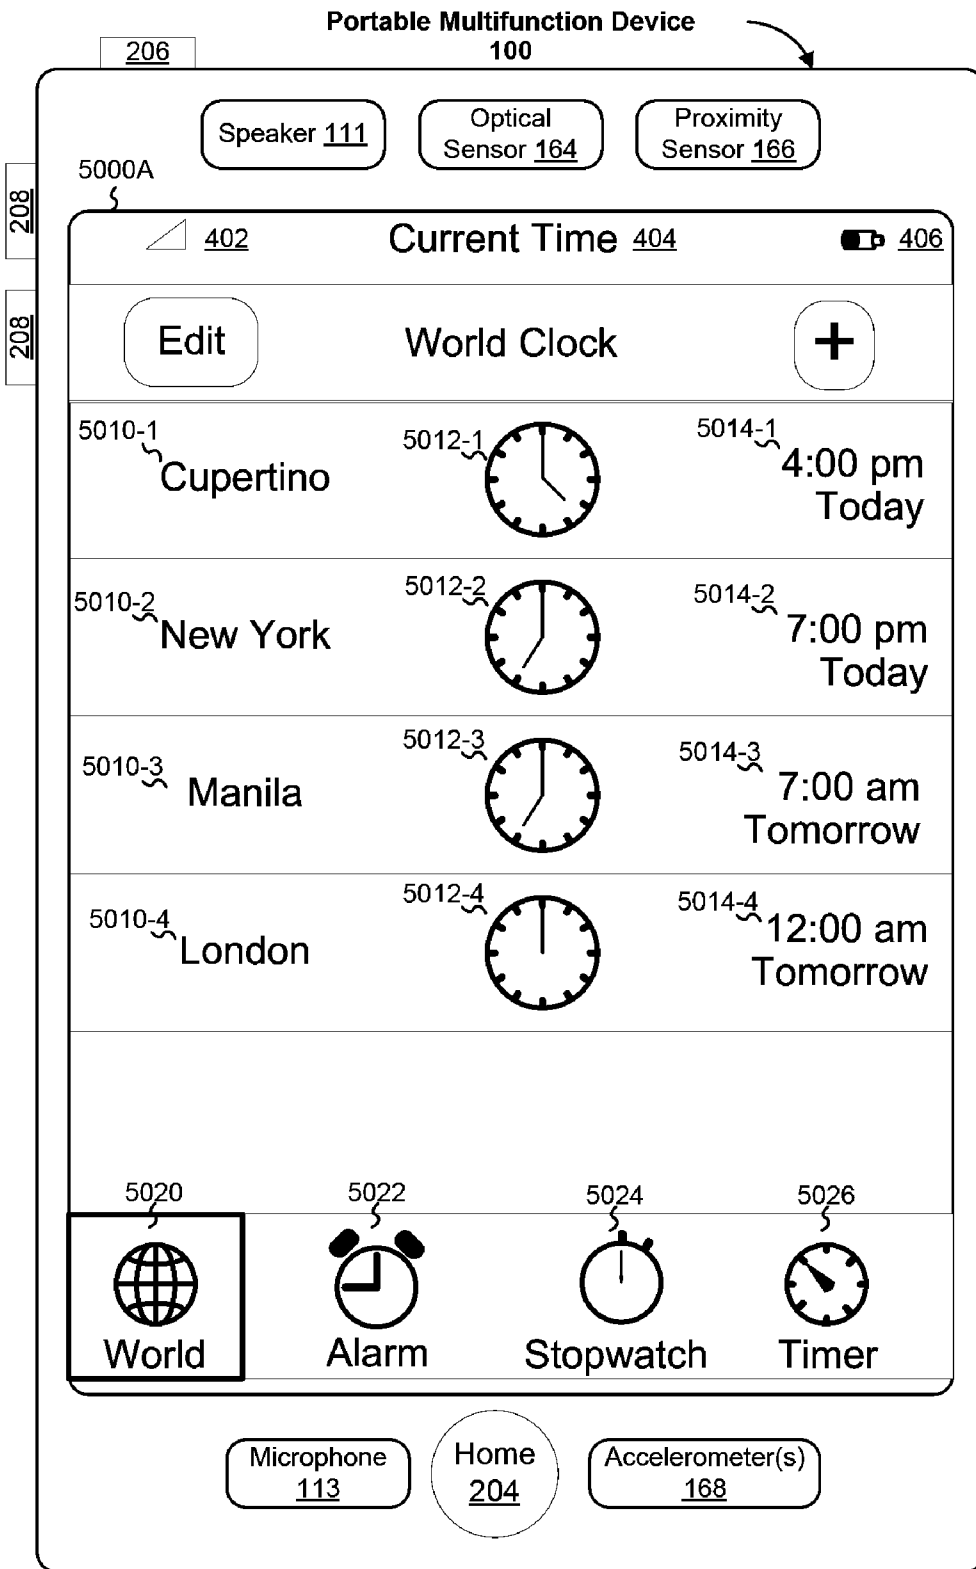 Portable Multifunction Device
100
206
Speaker 111
Optical
Sensor 164
Proximity
Sensor 166
208
5000A
402
Current Time 404
406
208
Edit
World Clock
+
5010-1
Cupertino
5012-1
5014-1
4:00 pm
Today
5010-2
New York
5012-2
5014-2
7:00 pm
Today
5010-3
Manila
5012-3
5014-3
7:00 am
Tomorrow
5010-4
London
5012-4
5014-4
12:00 am
Tomorrow
5020
5022
5024
5026
World
Alarm
Stopwatch
Timer
Microphone
113
Home
204
Accelerometer(s)
168